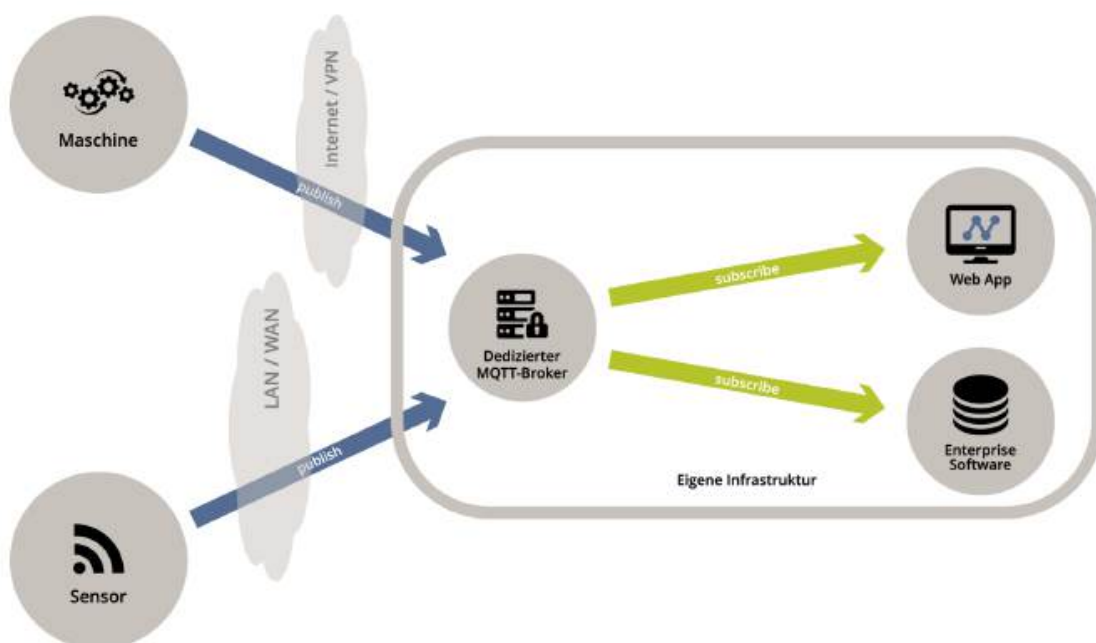 Maschine
Internet / VPN
publish
LAN / WAN
publish
Sensor
Dedizierter
MQTT-Broker
subscribe
subscribe
Web App
Enterprise
Software
Eigene Infrastruktur